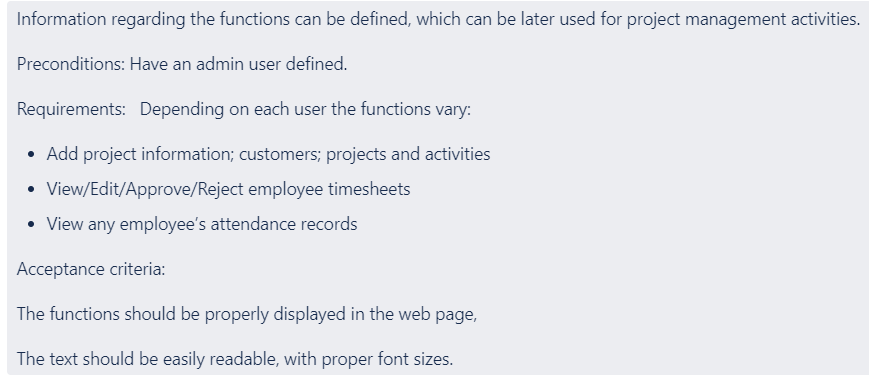 Information regarding the functions can be defined, which can be later used for project management activities.
Preconditions: Have an admin user defined.
Requirements:   Depending on each user the functions vary:
• Add project information; customers; projects and activities
• View/Edit/Approve/Reject employee timesheets
• View any employee’s attendance records
Acceptance criteria:
The functions should be properly displayed in the web page,
The text should be easily readable, with proper font sizes.